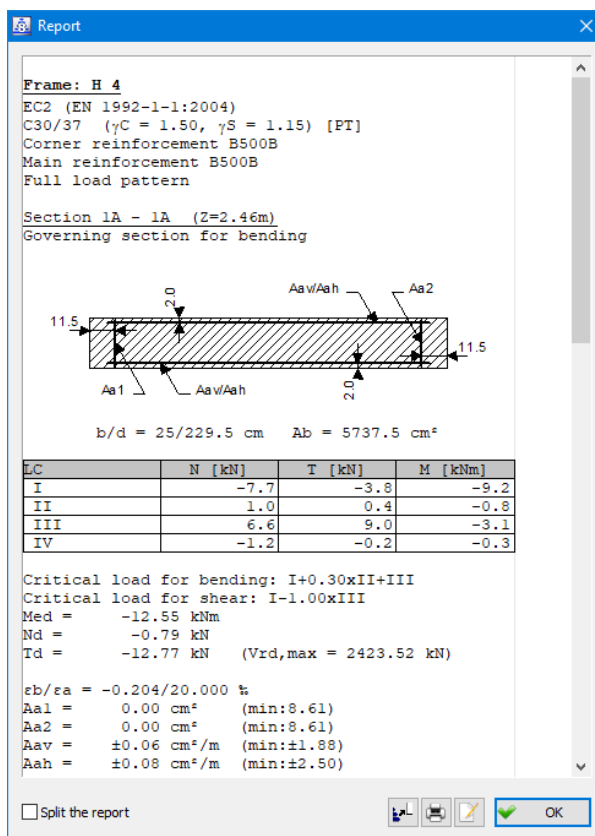 Report
Frame: H 4
EC2 (EN 1992-1-1:2004)
C30/37 (γC = 1.50, γS = 1.15) [PT]
Corner reinforcement B500B
Main reinforcement B500B
Full load pattern
Section 1A - 1A (Z=2.46m)
Governing section for bending
2.0 Aav/Aah Aa2
11.5 11.5
Aa1 Aav/Aah 2.0
b/d = 25/229.5 cm Ab = 5737.5 cm²
LC N [kN] T [kN] M [kNm]
I -7.7 -3.8 -9.2
II 1.0 0.4 -0.8
III 6.6 9.0 -3.1
IV -1.2 -0.2 -0.3
Critical load for bending: I+0.30xII+III
Critical load for shear: I-1.00xIII
Med = -12.55 kNm
Nd = -0.79 kN
Td = -12.77 kN (Vrd,max = 2423.52 kN)
εb/εa = -0.204/20.000 ‰
Aa1 = 0.00 cm² (min:8.61)
Aa2 = 0.00 cm² (min:8.61)
Aav = ±0.06 cm²/m (min:±1.88)
Aah = ±0.08 cm²/m (min:±2.50)
Split the report OK